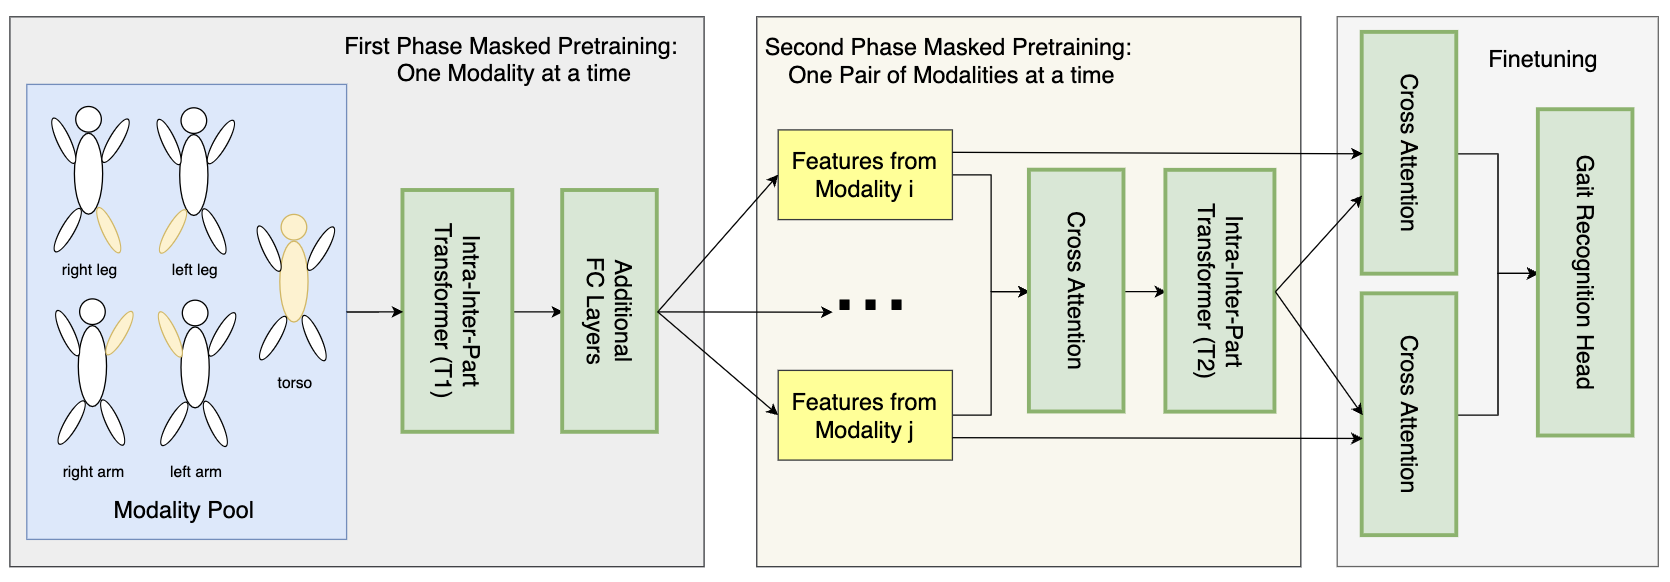 First Phase Masked Pretraining:
One Modality at a time
right leg
left leg
torso
right arm
left arm
Modality Pool
Intra-Inter-Part
Transformer (T1)
Additional
FC Layers
Second Phase Masked Pretraining:
One Pair of Modalities at a time
Features from
Modality i
Features from
Modality j
Cross Attention
Intra-Inter-Part
Transformer (T2)
Finetuning
Cross Attention
Cross Attention
Gait Recognition Head